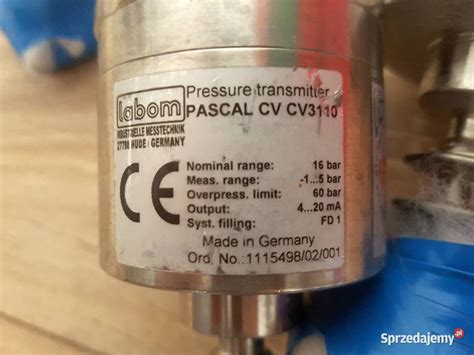 labom
INDUSTRIELLE MESSTECHNIK
27798 HUDE / GERMANY
Pressure transmitter
PASCAL CV CV3110
CE
Nominal range: 16 bar
Meas. range: -1...5 bar
Overpress. limit: 60 bar
Output: 4...20 mA
Syst. filling: FD 1
Made in Germany
Ord. No.:1115498/02/001
Sprzedajemy.pl